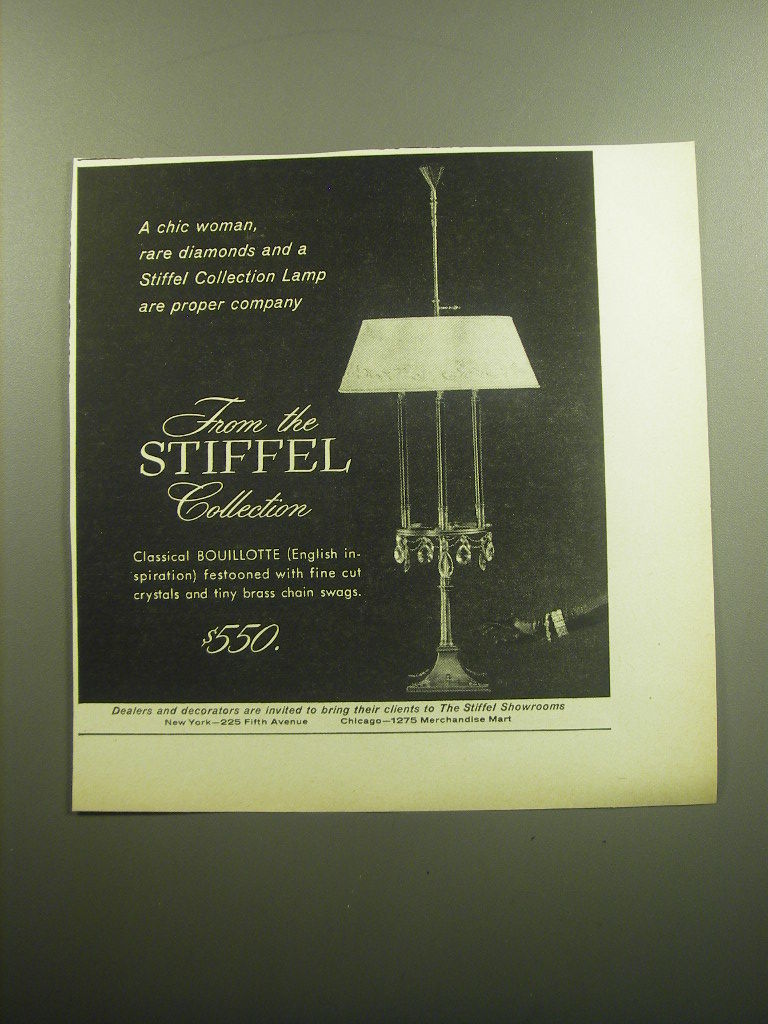 A chic woman,
rare diamonds and a
Stiffel Collection Lamp
are proper company
From the
STIFFEL
Collection
Classical BOUILLOTTE (English in-
spiration) festooned with fine cut
crystals and tiny brass chain swags.
$550.
Dealers and decorators are invited to bring their clients to The Stiffel Showrooms
New York—225 Fifth Avenue Chicago—1275 Merchandise Mart